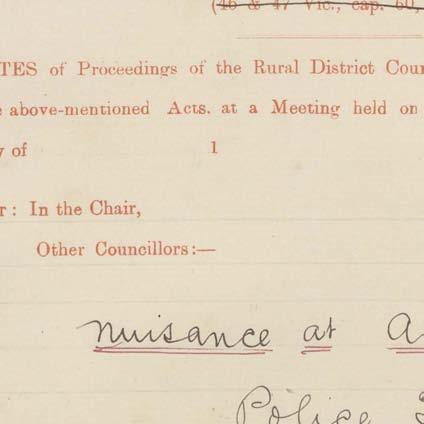 (46 & 47 Vic., cap. 60,
TES of Proceedings of the Rural District Coun
e above-mentioned Acts, at a Meeting held on
y of 1
r: In the Chair,
Other Councillors:—
Nuisance at A
Police